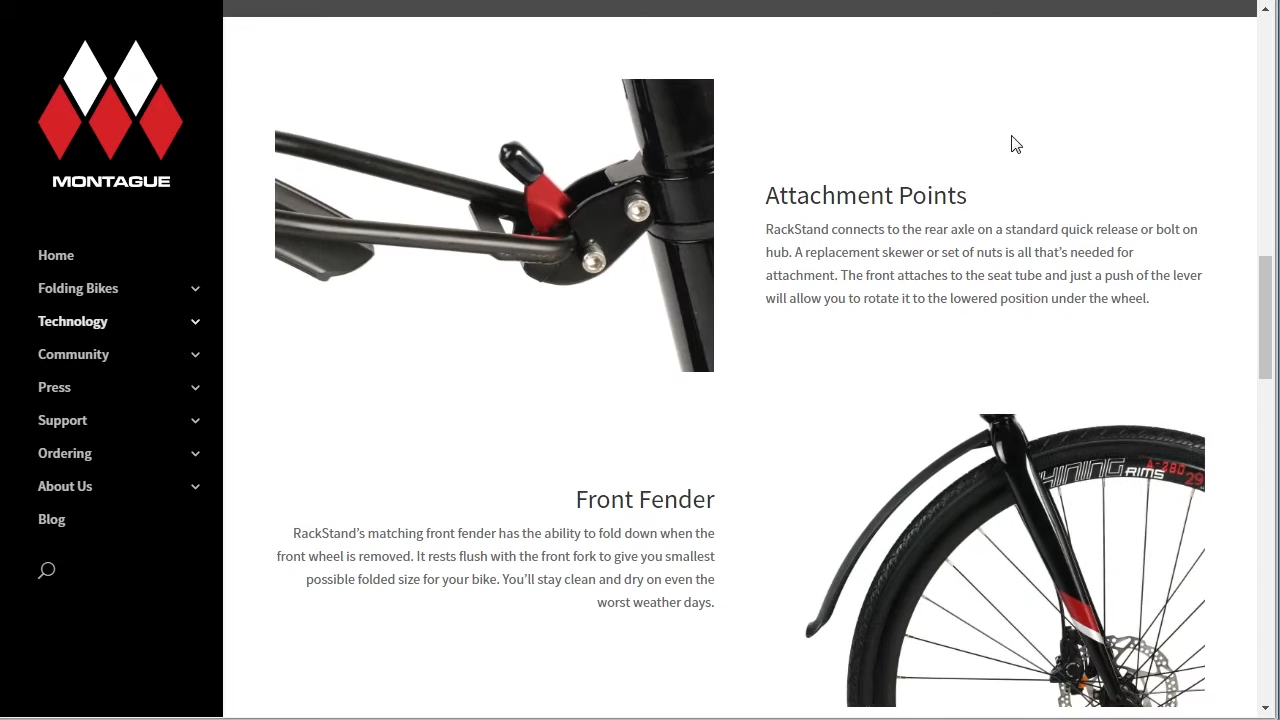 MONTAGUE
Home
Folding Bikes
Technology
Community
Press
Support
Ordering
About Us
Blog
Attachment Points
RackStand connects to the rear axle on a standard quick release or bolt on
hub. A replacement skewer or set of nuts is all that’s needed for
attachment. The front attaches to the seat tube and just a push of the lever
will allow you to rotate it to the lowered position under the wheel.
Front Fender
RackStand’s matching front fender has the ability to fold down when the
front wheel is removed. It rests flush with the front fork to give you smallest
possible folded size for your bike. You’ll stay clean and dry on even the
worst weather days.
RIMS
A-280
29